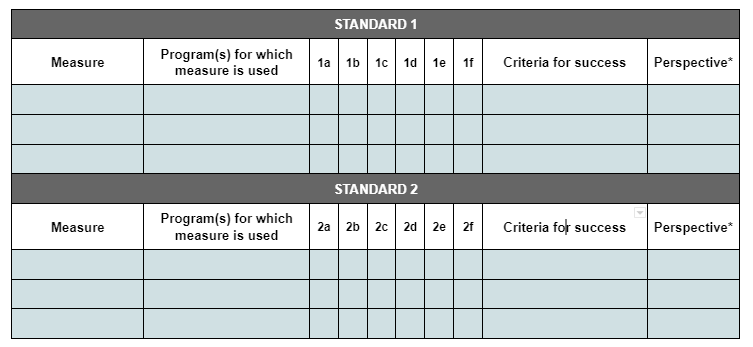 STANDARD 1
Measure Program(s) for which measure is used 1a 1b 1c 1d 1e 1f Criteria for success Perspective*
STANDARD 2
Measure Program(s) for which measure is used 2a 2b 2c 2d 2e 2f Criteria for success Perspective*